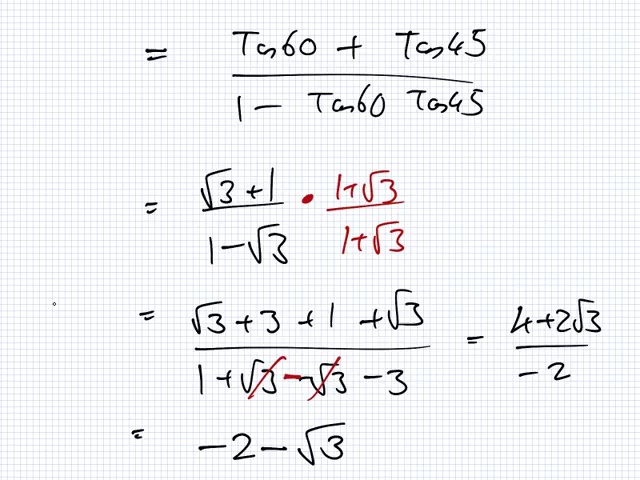 = Tan60 + Tan45 / 1 - Tan60 Tan45
= √3 + 1 / 1 - √3 • 1+√3 / 1+√3
= √3 + 3 + 1 + √3 / 1 + √3 - √3 - 3 = 4+2√3 / -2
= -2 - √3